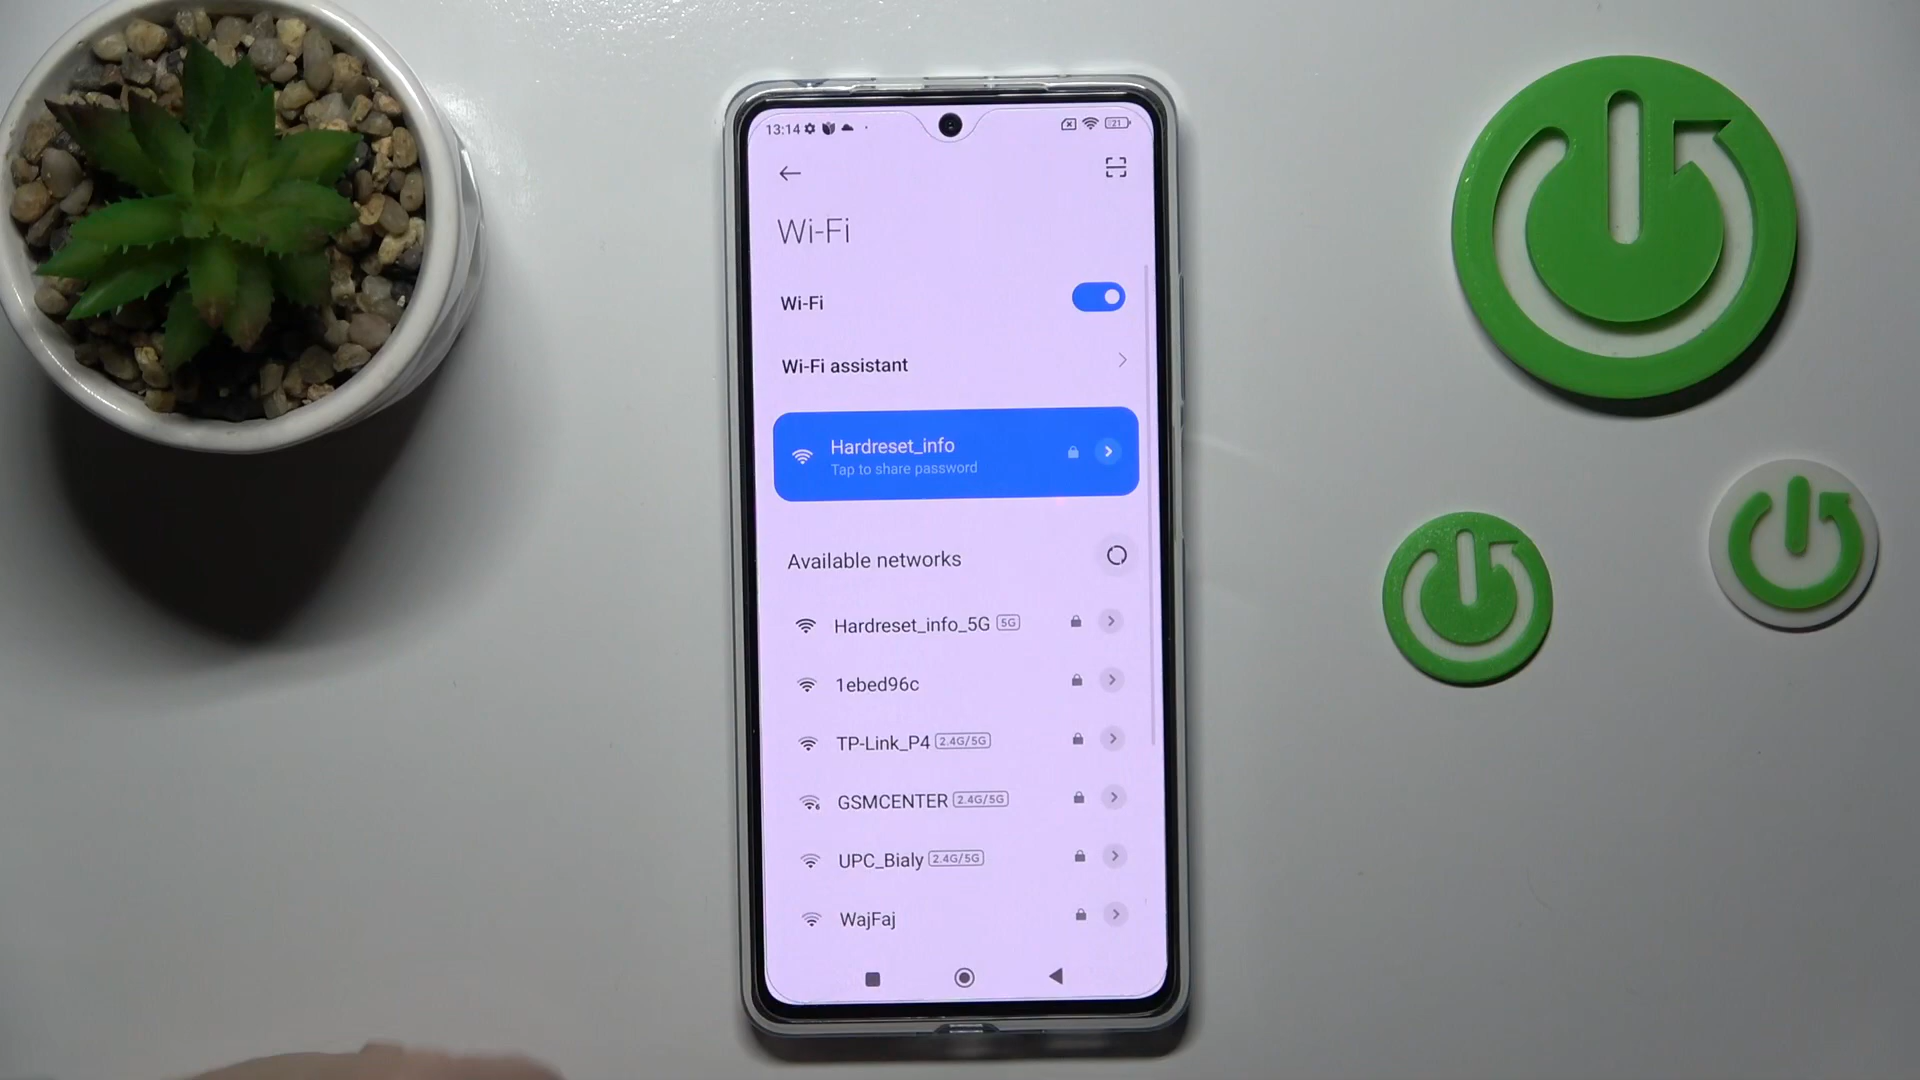 13:14
21
Wi-Fi
Wi-Fi
Wi-Fi assistant
Hardreset_info
Tap to share password
Available networks
Hardreset_info_5G 5G
1ebed96c
TP-Link_P4 2.4G/5G
GSMCENTER 2.4G/5G
UPC_Bialy 2.4G/5G
WajFaj